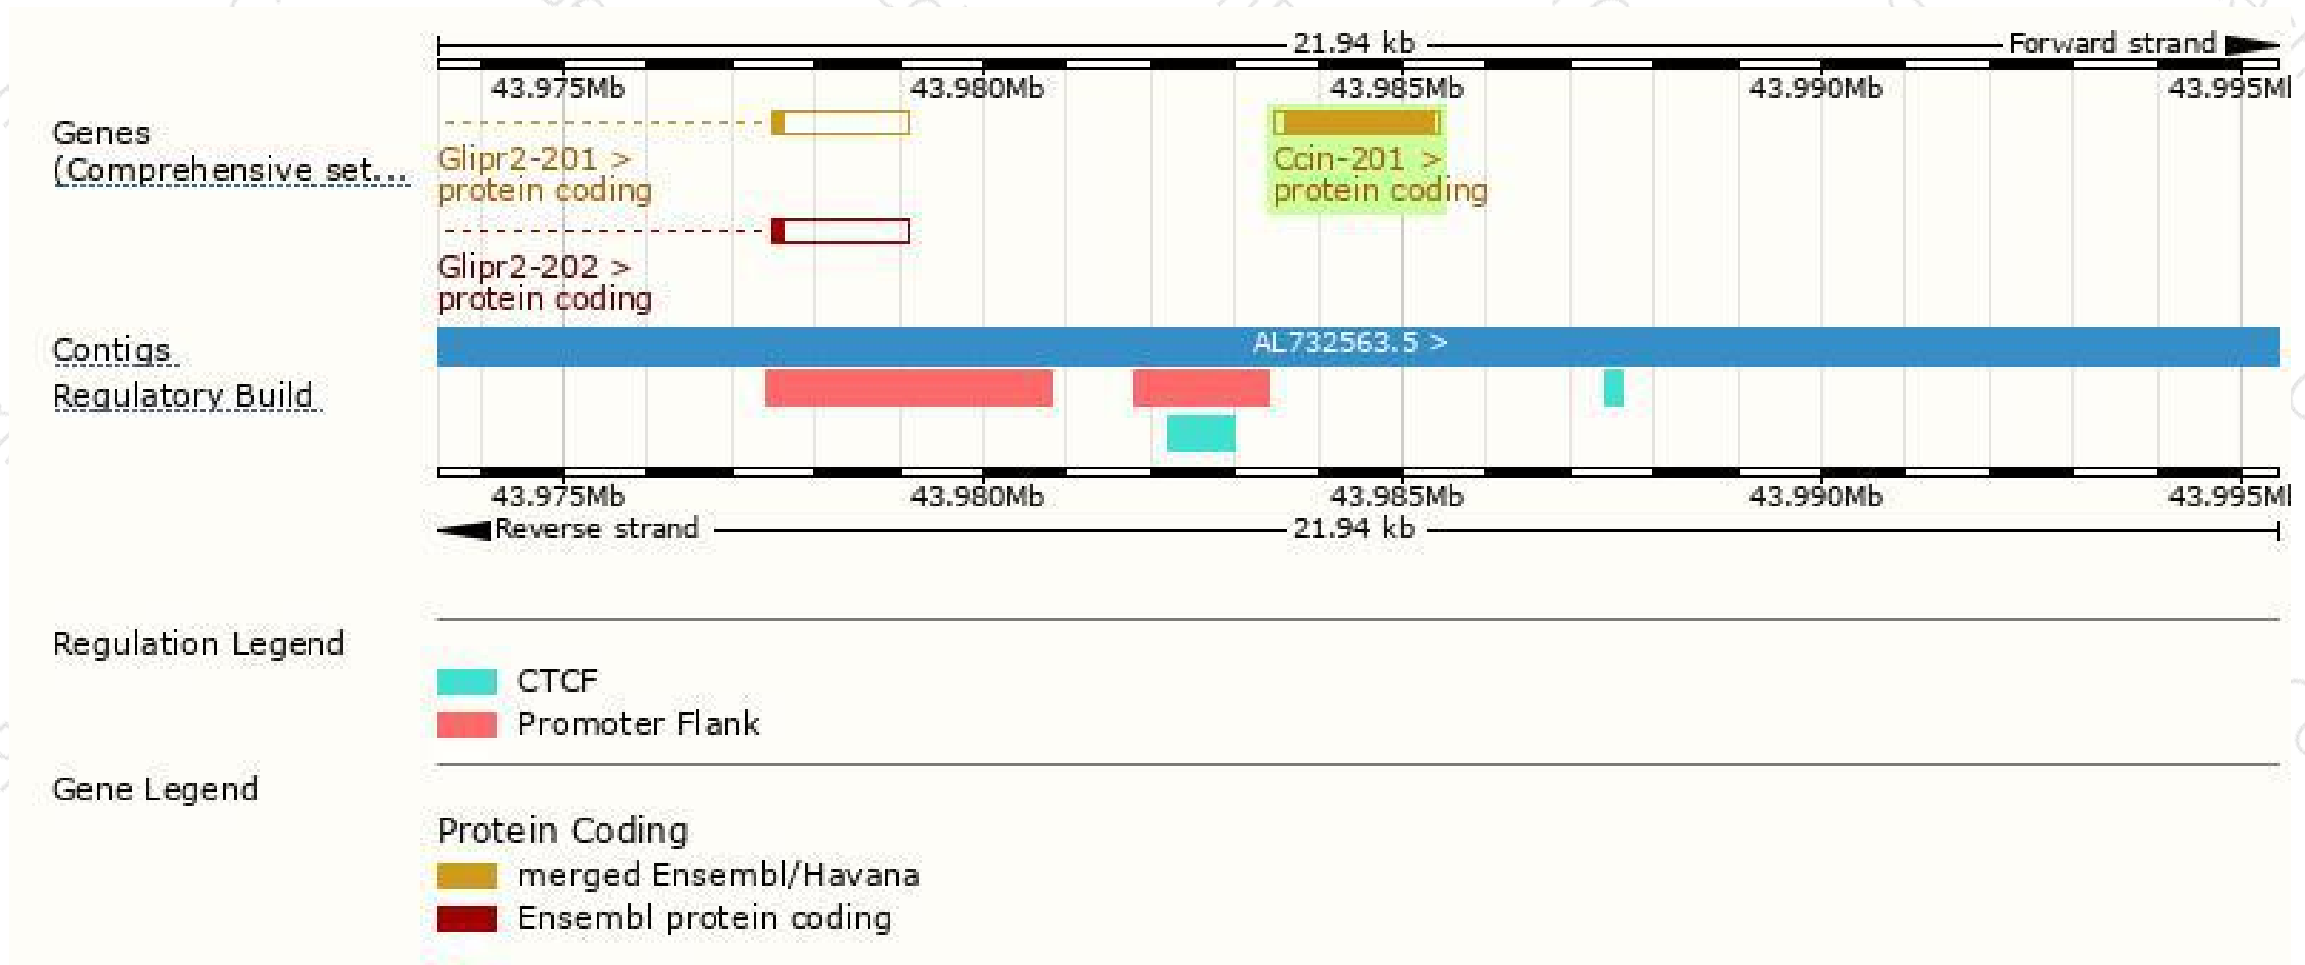 21.94 kb
Forward strand
43.975Mb 43.980Mb 43.985Mb 43.990Mb 43.995Ml
Genes
(Comprehensive set...
Glipr2-201 >
protein coding
Ccin-201 >
protein coding
Glipr2-202 >
protein coding
Contigs
AL732563.5 >
Regulatory Build
43.975Mb 43.980Mb 43.985Mb 43.990Mb 43.995Ml
Reverse strand
21.94 kb
Regulation Legend
CTCF
Promoter Flank
Gene Legend
Protein Coding
merged Ensembl/Havana
Ensembl protein coding